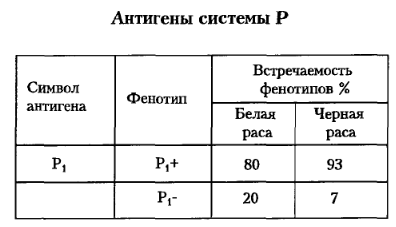 Антигены системы P
Символ антигена
Фенотип
Встречаемость фенотипов %
Белая раса
Черная раса
P₁
P₁+
80
93
P₁-
20
7